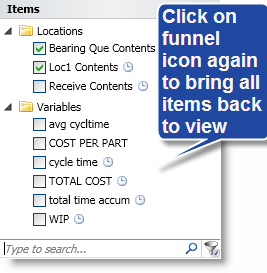 Items
Locations
Bearing Que Contents
Loc1 Contents
Receive Contents
Variables
avg cycltime
COST PER PART
cycle time
TOTAL COST
total time accum
WIP
Type to search...
Click on
funnel
icon again
to bring all
items back
to view